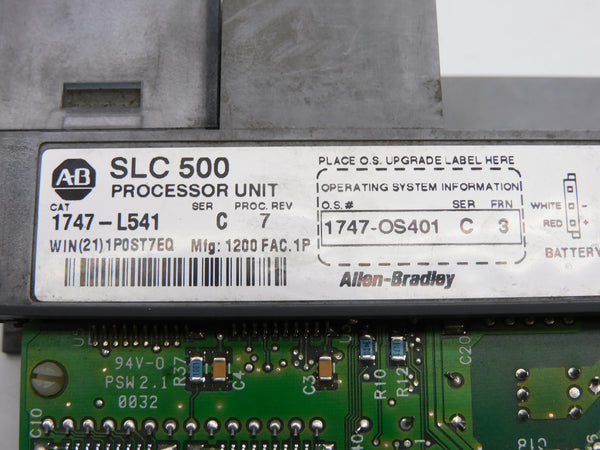 AB
SLC 500
PROCESSOR UNIT
CAT SER PROC. REV
1747-L541 C 7
WIN(21)1P0ST7EQ Mfg: 1200 FAC.1P
PLACE O.S. UPGRADE LABEL HERE
OPERATING SYSTEM INFORMATION
O.S.# SER FRN
1747-OS401 C 3
Allen-Bradley
WHITE -
RED +
BATTERY
94V-0
PSW2.1
0032
R37
C4
C3
R10
R12
C20
C10
C18